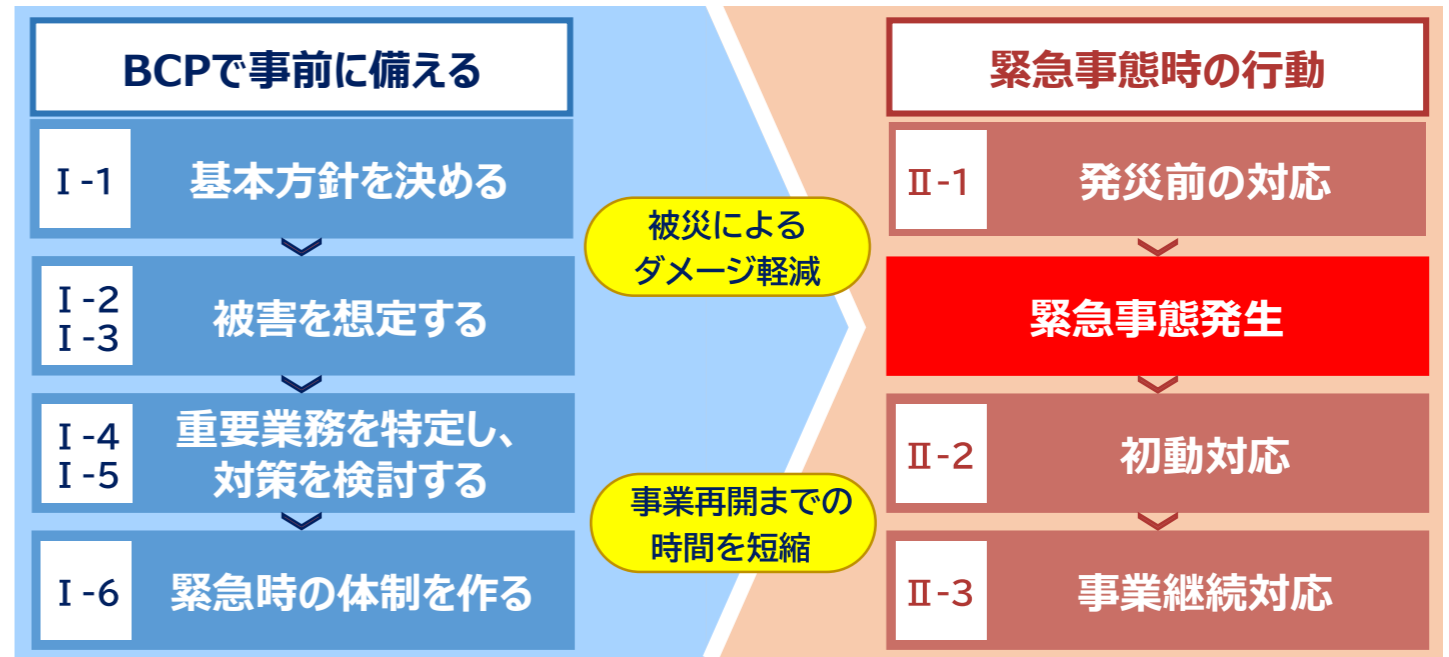 BCPで事前に備える
Ⅰ-1
基本方針を決める
Ⅰ-2
Ⅰ-3
被害を想定する
Ⅰ-4
Ⅰ-5
重要業務を特定し、
対策を検討する
Ⅰ-6
緊急時の体制を作る
被災による
ダメージ軽減
事業再開までの
時間を短縮
緊急事態時の行動
Ⅱ-1
発災前の対応
緊急事態発生
Ⅱ-2
初動対応
Ⅱ-3
事業継続対応